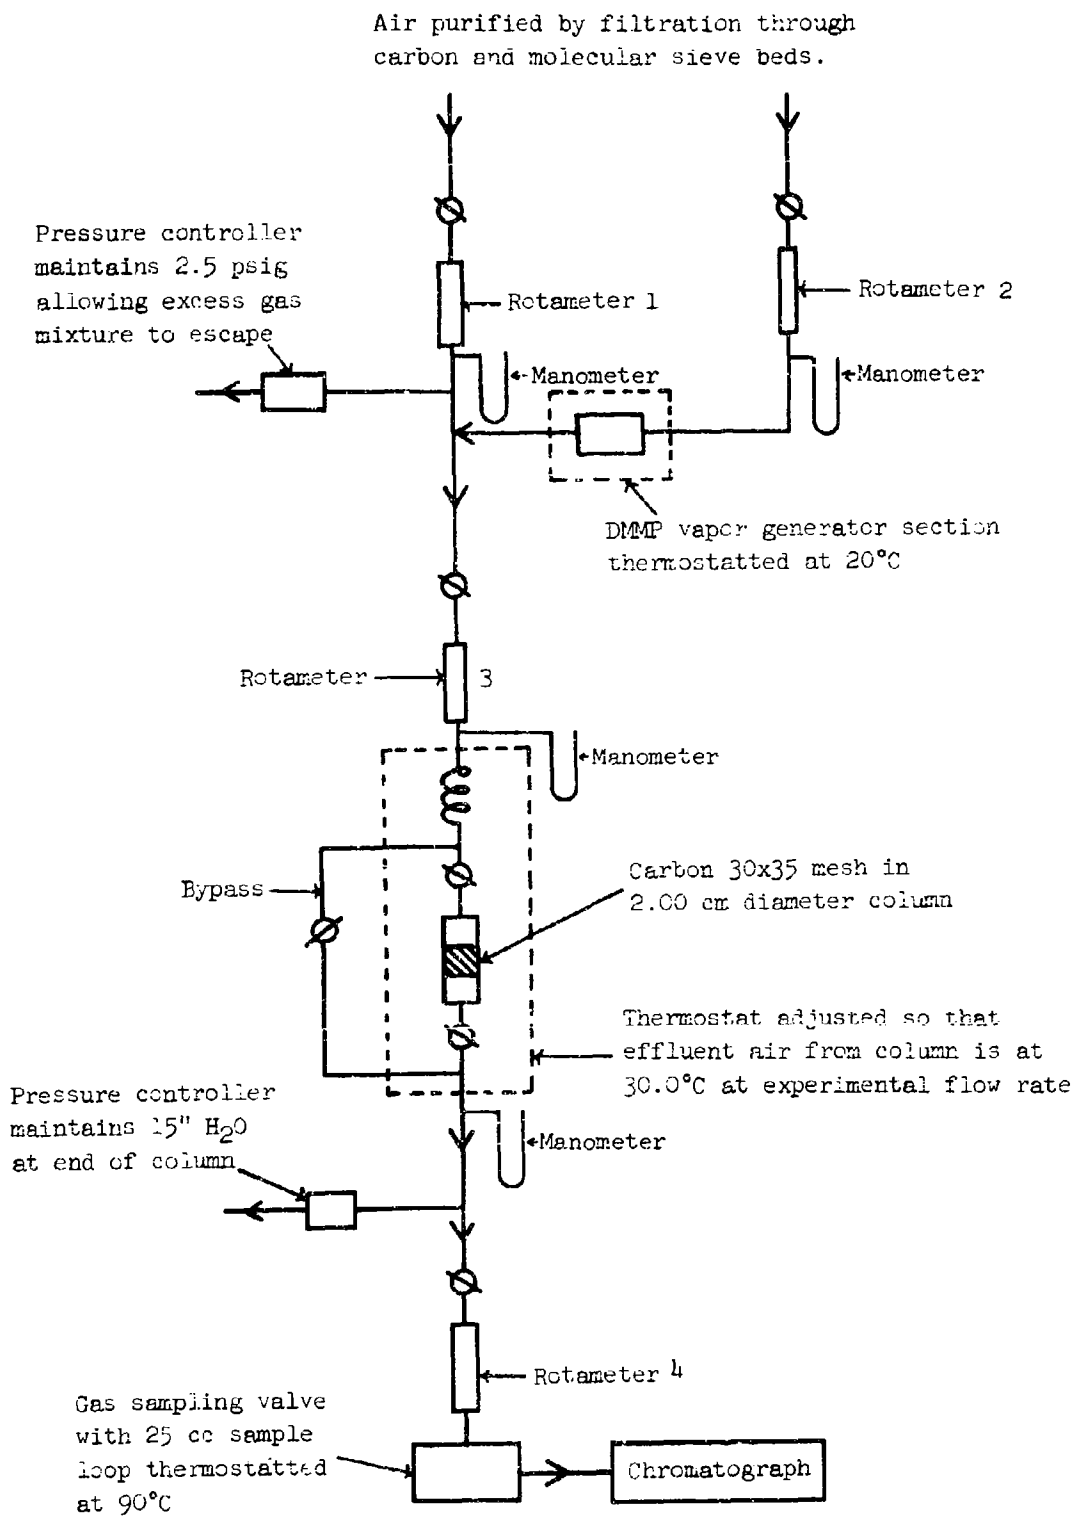 Air purified by filtration through
carbon and molecular sieve beds.
Pressure controller
maintains 2.5 psig
allowing excess gas
mixture to escape
Rotameter 1
Rotameter 2
Manometer
Manometer
DMMP vapor generator section
thermostatted at 20°C
Rotameter 3
Manometer
Bypass
Carbon 30x35 mesh in
2.00 cm diameter column
Thermostat adjusted so that
effluent air from column is at
30.0°C at experimental flow rate
Pressure controller
maintains 15" H2O
at end of column
Manometer
Rotameter 4
Gas sampling valve
with 25 cc sample
loop thermostatted
at 90°C
Chromatograph